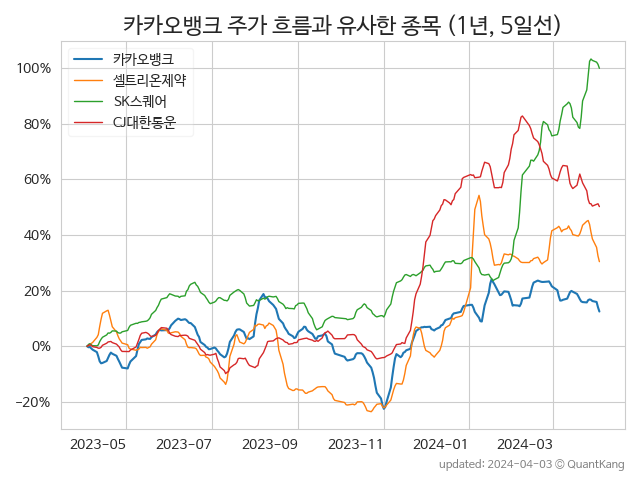 카카오뱅크 주가 흐름과 유사한 종목 (1년, 5일선)
카카오뱅크
셀트리온제약
SK스퀘어
CJ대한통운
100%
80%
60%
40%
20%
0%
−20%
2023-05 2023-07 2023-09 2023-11 2024-01 2024-03
updated: 2024-04-03 © QuantKang